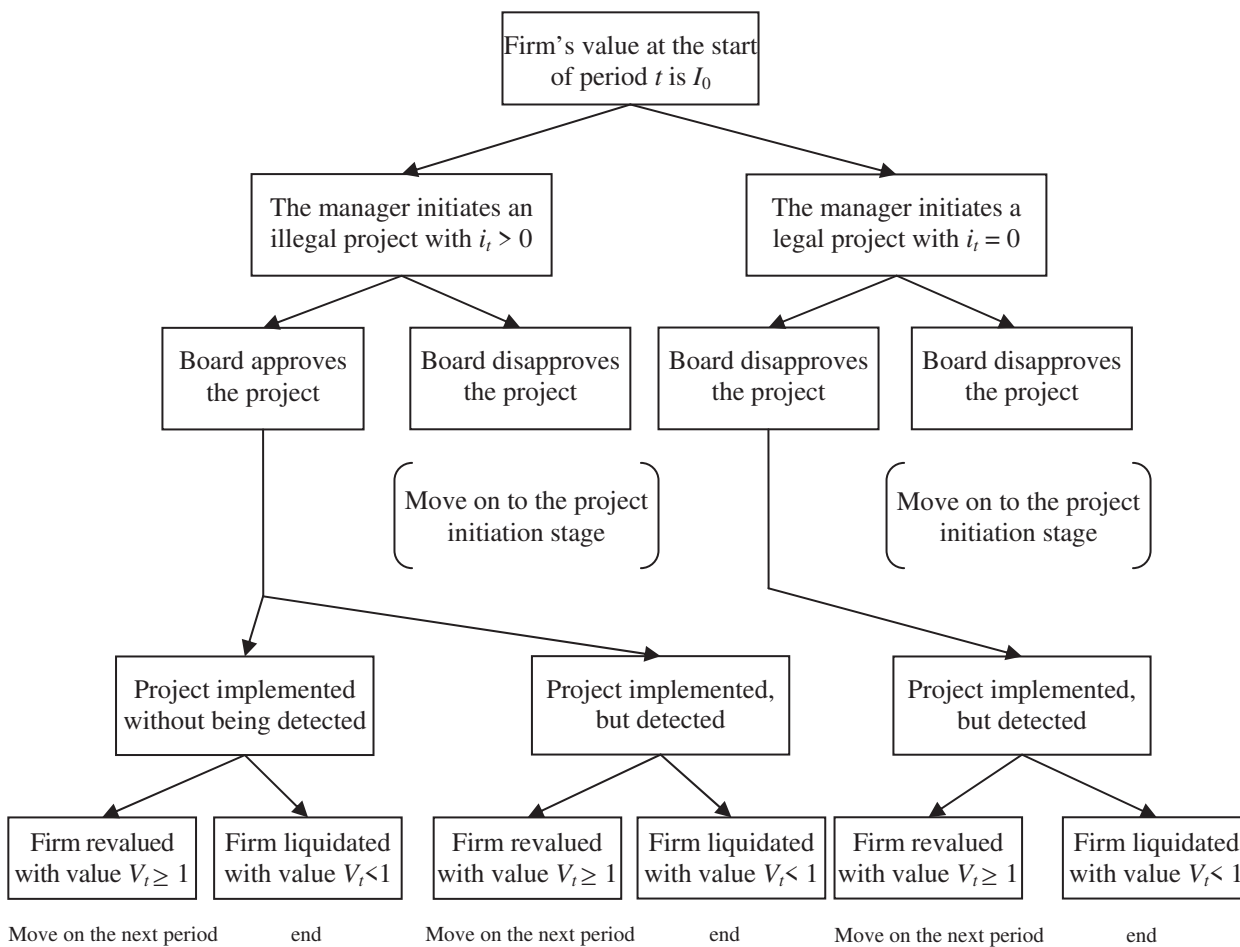 Firm’s value at the start
of period t is I₀
The manager initiates an
illegal project with iₜ > 0
The manager initiates a
legal project with iₜ = 0
Board approves
the project
Board disapproves
the project
Board disapproves
the project
Board disapproves
the project
Move on to the project
initiation stage
Move on to the project
initiation stage
Project implemented
without being detected
Project implemented,
but detected
Project implemented,
but detected
Firm revalued
with value Vₜ ≥ 1
Firm liquidated
with value Vₜ<1
Firm revalued
with value Vₜ ≥ 1
Firm liquidated
with value Vₜ< 1
Firm revalued
with value Vₜ ≥ 1
Firm liquidated
with value Vₜ< 1
Move on the next period
end
Move on the next period
end
Move on the next period
end